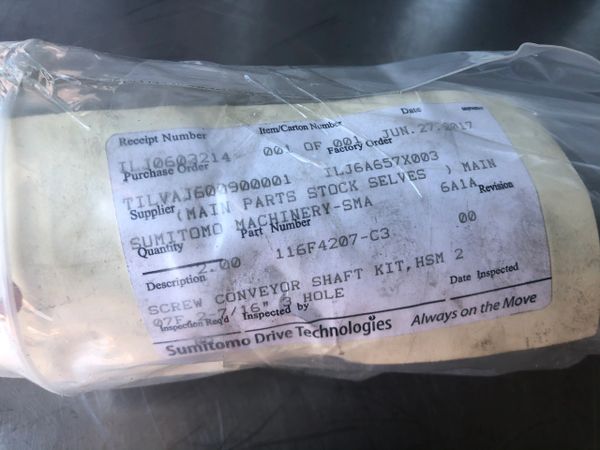 Receipt Number Item/Carton Number Date
ILJ0603214 001 OF 001 JUN.27.2017
Purchase Order Factory Order
TILVAJ600900001 ILJ6A657X003
Supplier (MAIN PARTS STOCK SELVES ) MAIN
SUMITOMO MACHINERY-SMA 6A1A Revision
Quantity Part Number
2.00 116F4207-C3 00
Description
SCREW CONVEYOR SHAFT KIT,HSM 2 Date Inspected
07F 2-7/16" 3 HOLE
Inspection Req'd Inspected by
Sumitomo Drive Technologies Always on the Move